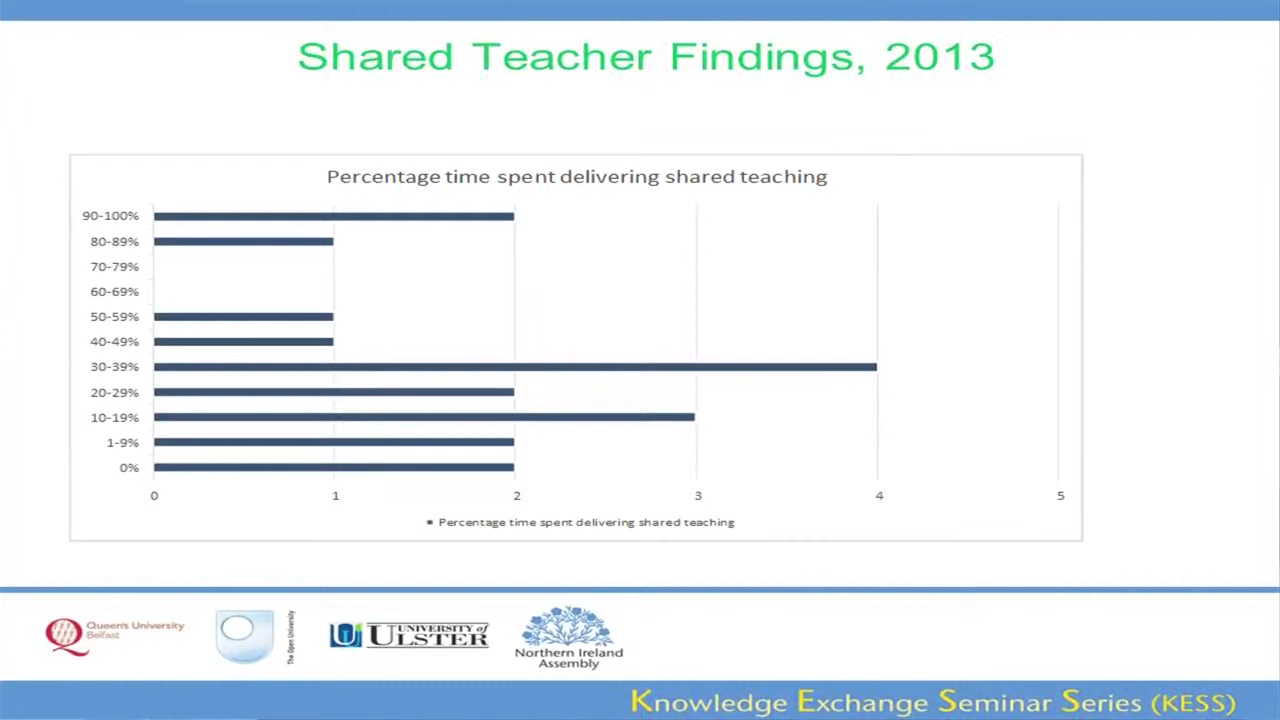 Shared Teacher Findings, 2013
Percentage time spent delivering shared teaching
90-100%
80-89%
70-79%
60-69%
50-59%
40-49%
30-39%
20-29%
10-19%
1-9%
0%
0 1 2 3 4 5
Percentage time spent delivering shared teaching
Queen's University
Belfast
The Open University
UNIVERSITY of
ULSTER
Northern Ireland
Assembly
Knowledge Exchange Seminar Series (KESS)